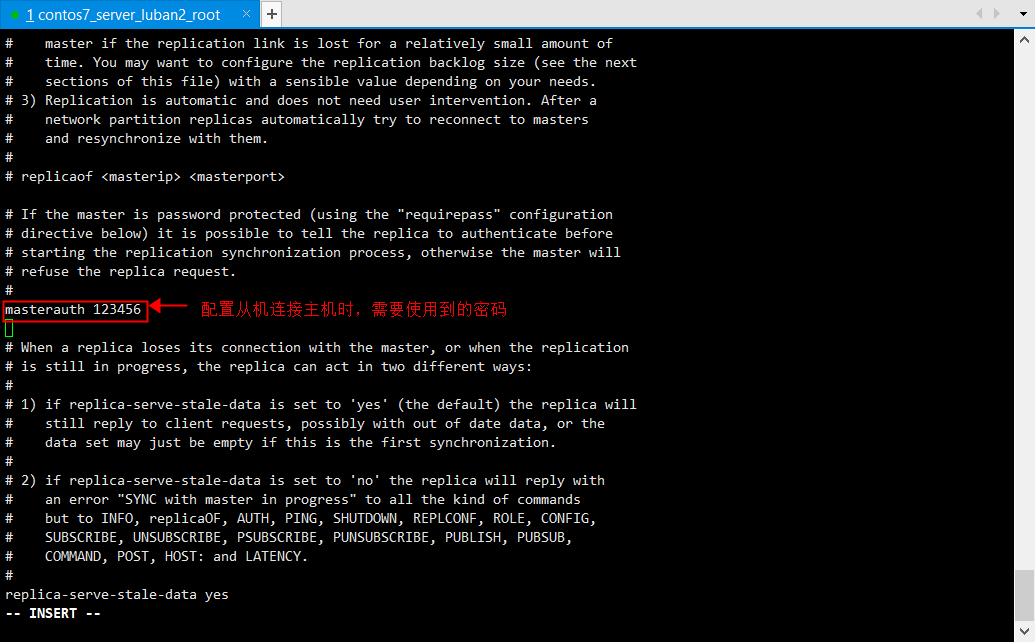 1 contos7_server_luban2_root × +
#    master if the replication link is lost for a relatively small amount of
#    time. You may want to configure the replication backlog size (see the next
#    sections of this file) with a sensible value depending on your needs.
# 3) Replication is automatic and does not need user intervention. After a
#    network partition replicas automatically try to reconnect to masters
#    and resynchronize with them.
#
# replicaof <masterip> <masterport>
# If the master is password protected (using the "requirepass" configuration
# directive below) it is possible to tell the replica to authenticate before
# starting the replication synchronization process, otherwise the master will
# refuse the replica request.
#
masterauth 123456 配置从机连接主机时，需要使用到的密码
# When a replica loses its connection with the master, or when the replication
# is still in progress, the replica can act in two different ways:
#
# 1) if replica-serve-stale-data is set to 'yes' (the default) the replica will
#    still reply to client requests, possibly with out of date data, or the
#    data set may just be empty if this is the first synchronization.
#
# 2) if replica-serve-stale-data is set to 'no' the replica will reply with
#    an error "SYNC with master in progress" to all the kind of commands
#    but to INFO, replicaOF, AUTH, PING, SHUTDOWN, REPLCONF, ROLE, CONFIG,
#    SUBSCRIBE, UNSUBSCRIBE, PSUBSCRIBE, PUNSUBSCRIBE, PUBLISH, PUBSUB,
#    COMMAND, POST, HOST: and LATENCY.
#
replica-serve-stale-data yes
-- INSERT --